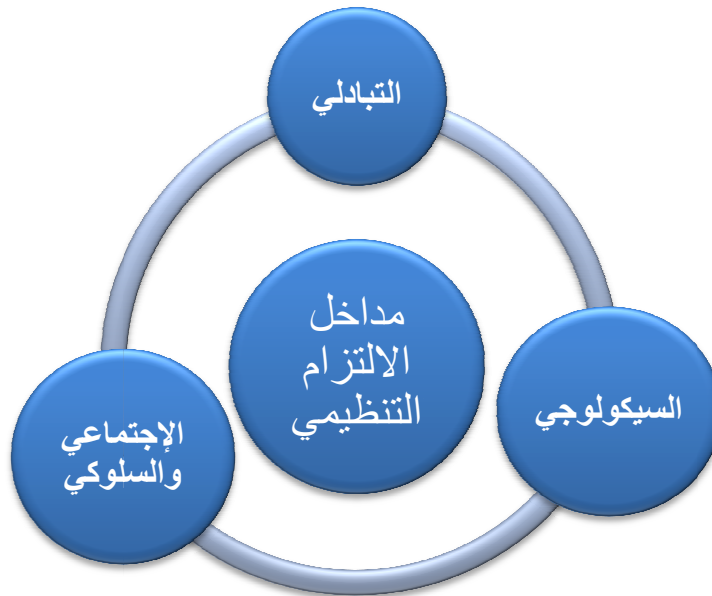 التبادلي
مداخل
الالتزام
التنظيمي
السيكولوجي
الإجتماعي
والسلوكي